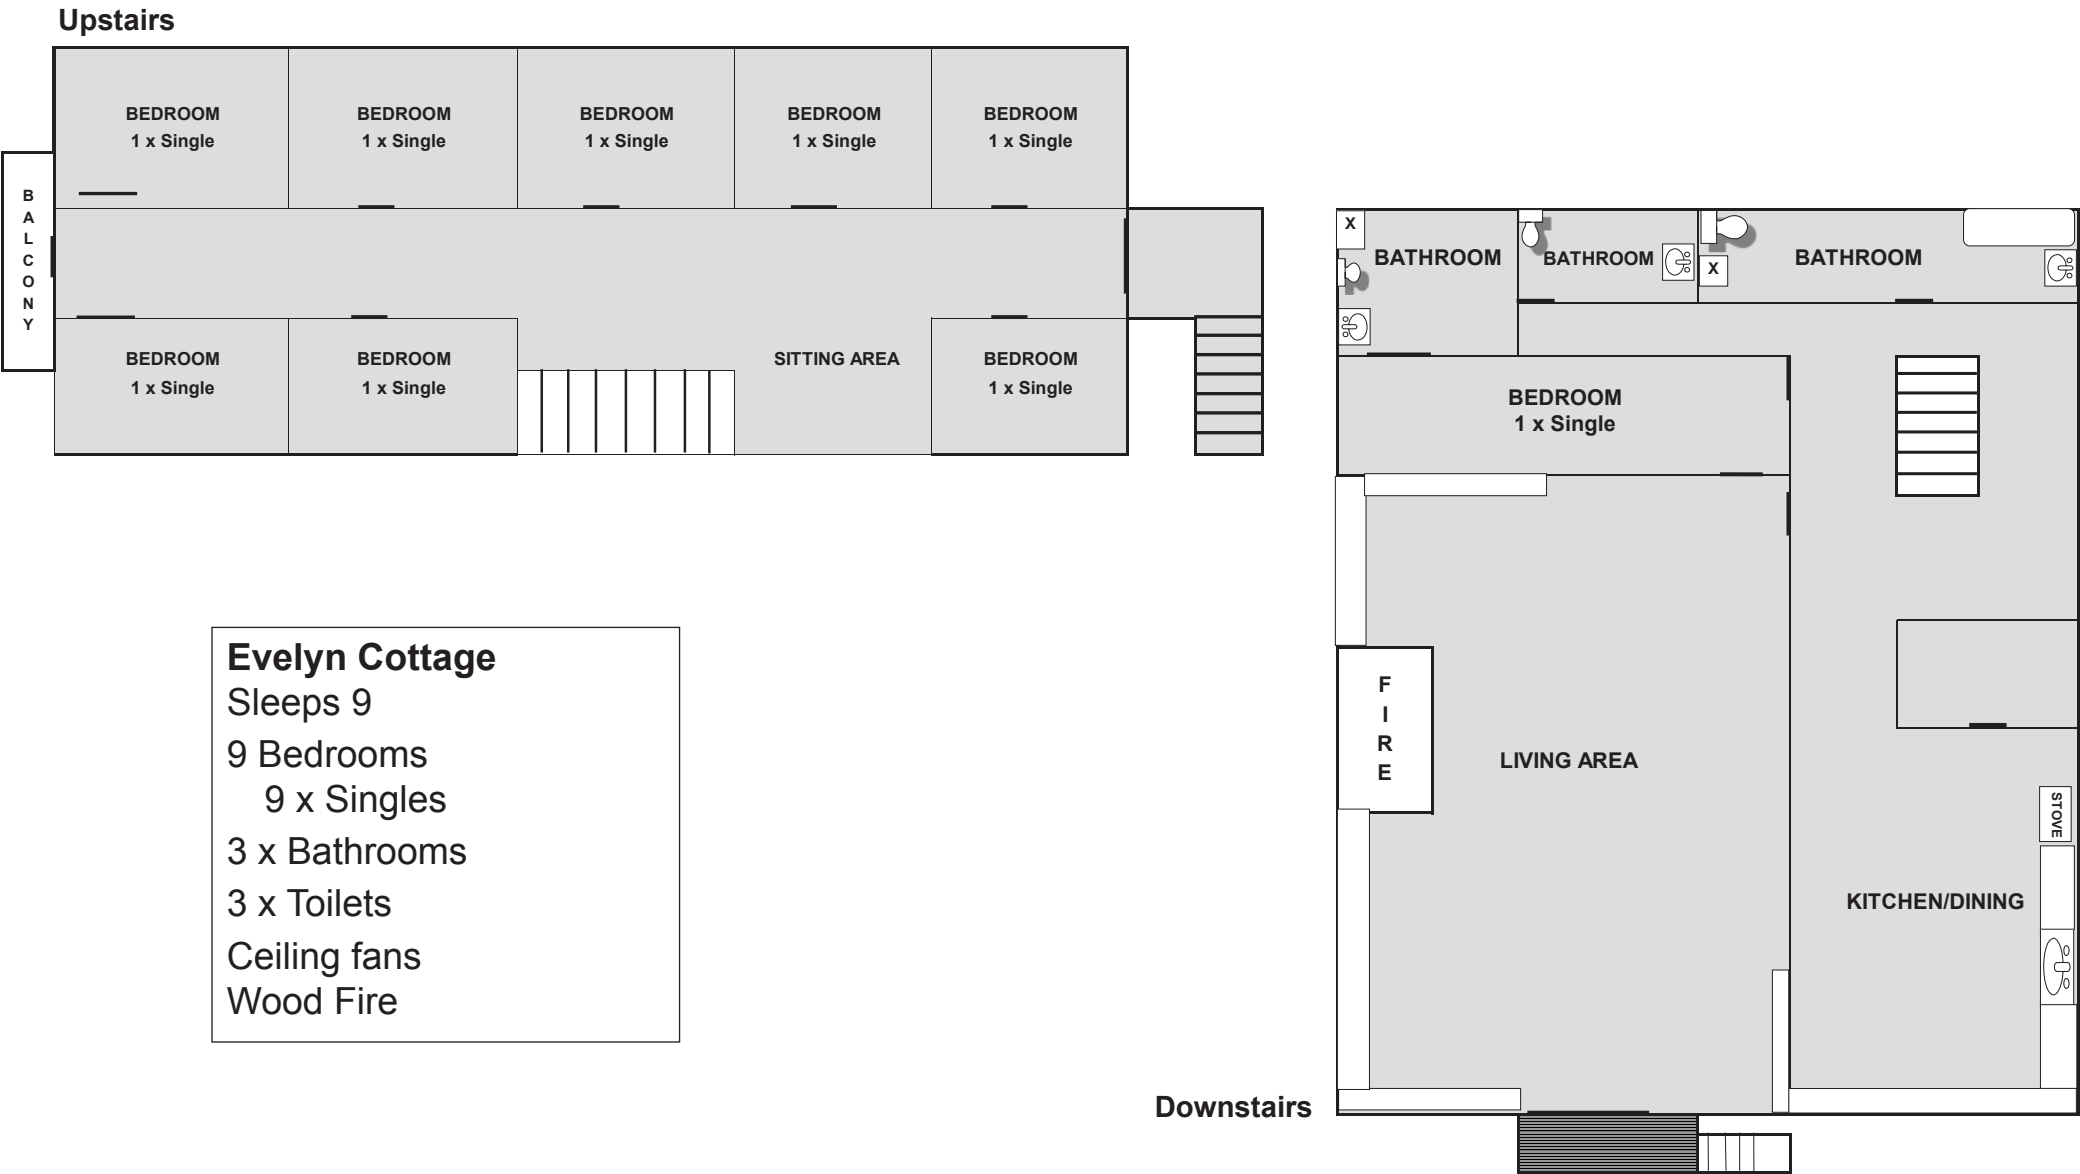 Upstairs
BEDROOM
1 x Single
BEDROOM
1 x Single
BEDROOM
1 x Single
BEDROOM
1 x Single
BEDROOM
1 x Single
BALCONY
BEDROOM
1 x Single
BEDROOM
1 x Single
SITTING AREA
BEDROOM
1 x Single
X
BATHROOM
BATHROOM
X
BATHROOM
BEDROOM
1 x Single
FIRE
LIVING AREA
STOVE
KITCHEN/DINING
Evelyn Cottage
Sleeps 9
9 Bedrooms
9 x Singles
3 x Bathrooms
3 x Toilets
Ceiling fans
Wood Fire
Downstairs